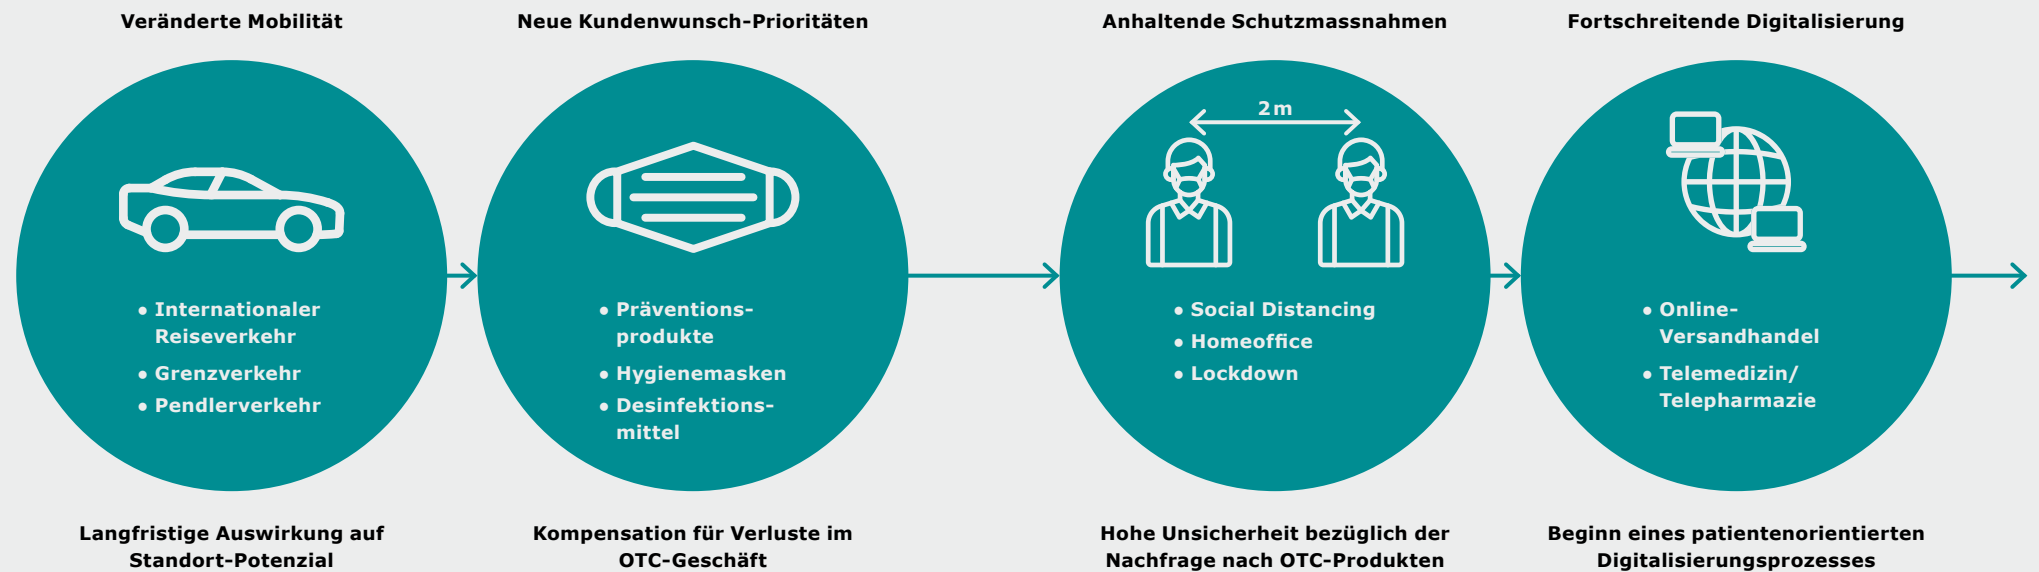 Veränderte Mobilität
• Internationaler
Reiseverkehr
• Grenzverkehr
• Pendlerverkehr
Langfristige Auswirkung auf
Standort-Potenzial
Neue Kundenwunsch-Prioritäten
• Präventions-
produkte
• Hygienemasken
• Desinfektions-
mittel
Kompensation für Verluste im
OTC-Geschäft
Anhaltende Schutzmassnahmen
2m
• Social Distancing
• Homeoffice
• Lockdown
Hohe Unsicherheit bezüglich der
Nachfrage nach OTC-Produkten
Fortschreitende Digitalisierung
• Online-
Versandhandel
• Telemedizin/
Telepharmazie
Beginn eines patientenorientierten
Digitalisierungsprozesses